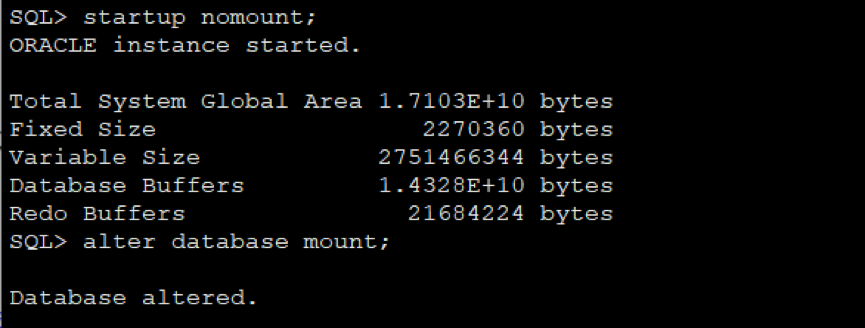 SQL> startup nomount;
ORACLE instance started.

Total System Global Area 1.7103E+10 bytes
Fixed Size                  2270360 bytes
Variable Size            2751466344 bytes
Database Buffers         1.4328E+10 bytes
Redo Buffers               21684224 bytes
SQL> alter database mount;

Database altered.